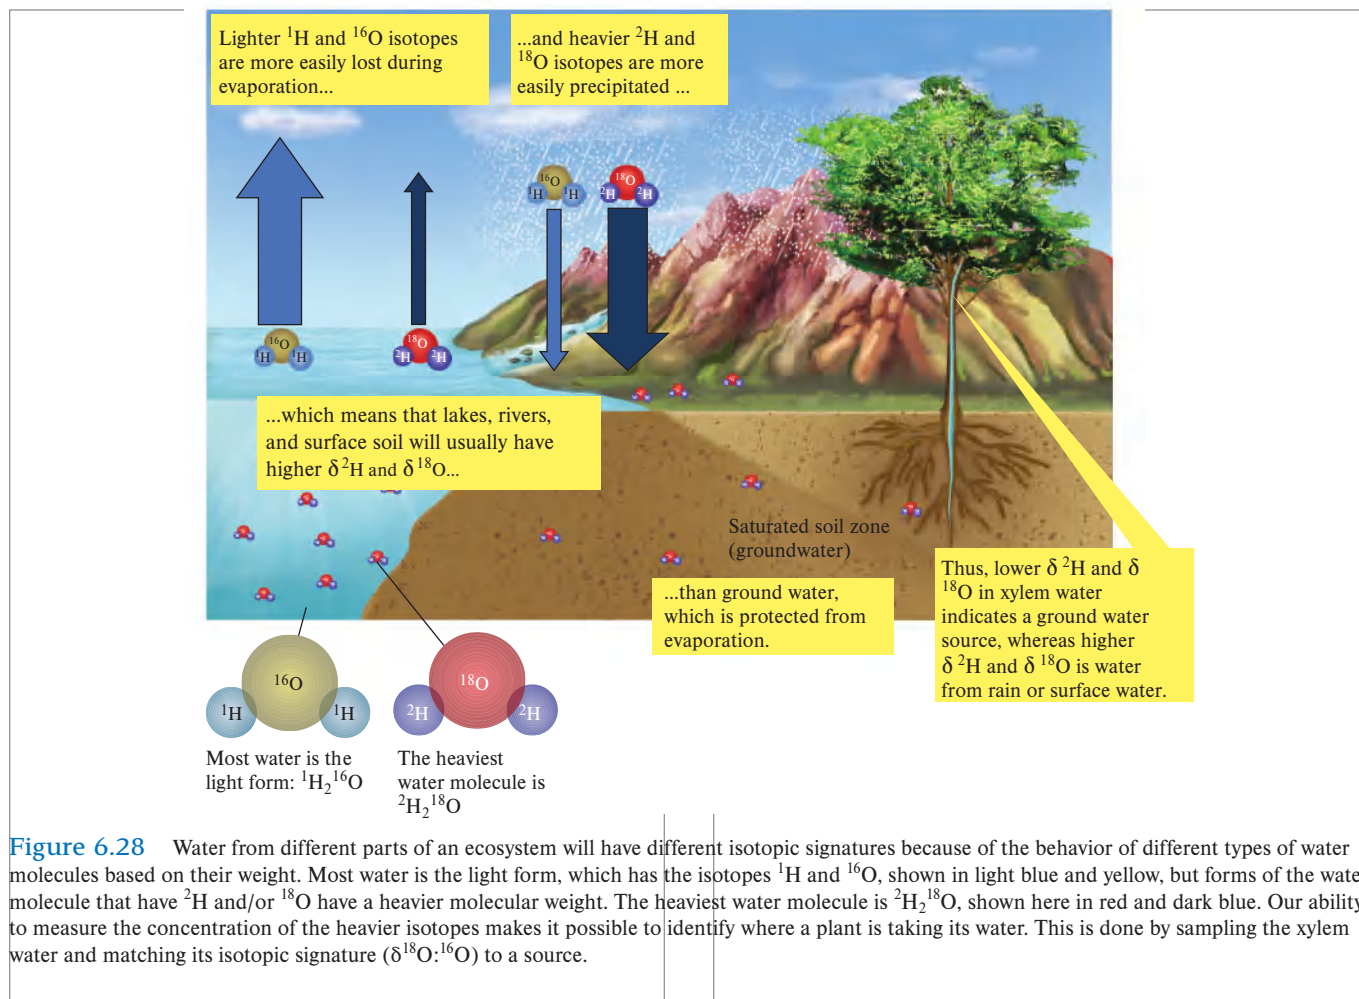 Lighter ¹H and ¹⁶O isotopes
are more easily lost during
evaporation...
...and heavier ²H and
¹⁸O isotopes are more
easily precipitated ...
¹⁶O
¹H ¹H
¹⁸O
²H ²H
¹⁶O
¹H ¹H
¹⁸O
²H ²H
...which means that lakes, rivers,
and surface soil will usually have
higher δ²H and δ¹⁸O...
Saturated soil zone
(groundwater)
...than ground water,
which is protected from
evaporation.
Thus, lower δ ²H and δ
¹⁸O in xylem water
indicates a ground water
source, whereas higher
δ ²H and δ ¹⁸O is water
from rain or surface water.
¹⁶O
¹H ¹H
¹⁸O
²H ²H
Most water is the
light form: ¹H₂¹⁶O
The heaviest
water molecule is
²H₂¹⁸O
Figure 6.28 Water from different parts of an ecosystem will have different isotopic signatures because of the behavior of different types of water
molecules based on their weight. Most water is the light form, which has the isotopes ¹H and ¹⁶O, shown in light blue and yellow, but forms of the wate
molecule that have ²H and/or ¹⁸O have a heavier molecular weight. The heaviest water molecule is ²H₂¹⁸O, shown here in red and dark blue. Our ability
to measure the concentration of the heavier isotopes makes it possible to identify where a plant is taking its water. This is done by sampling the xylem
water and matching its isotopic signature (δ¹⁸O:¹⁶O) to a source.